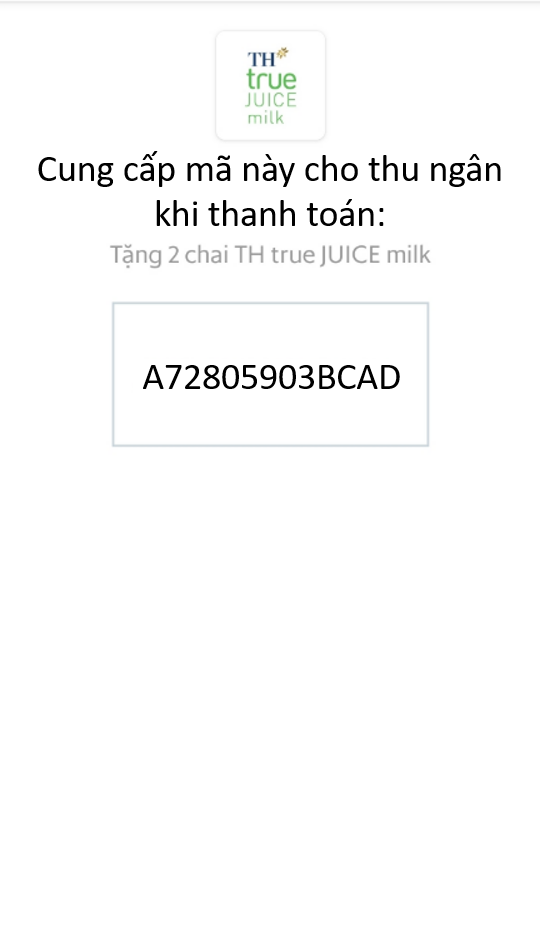 TH
true
JUICE
milk
Cung cấp mã này cho thu ngân
khi thanh toán:
Tặng 2 chai TH true JUICE milk
A72805903BCAD